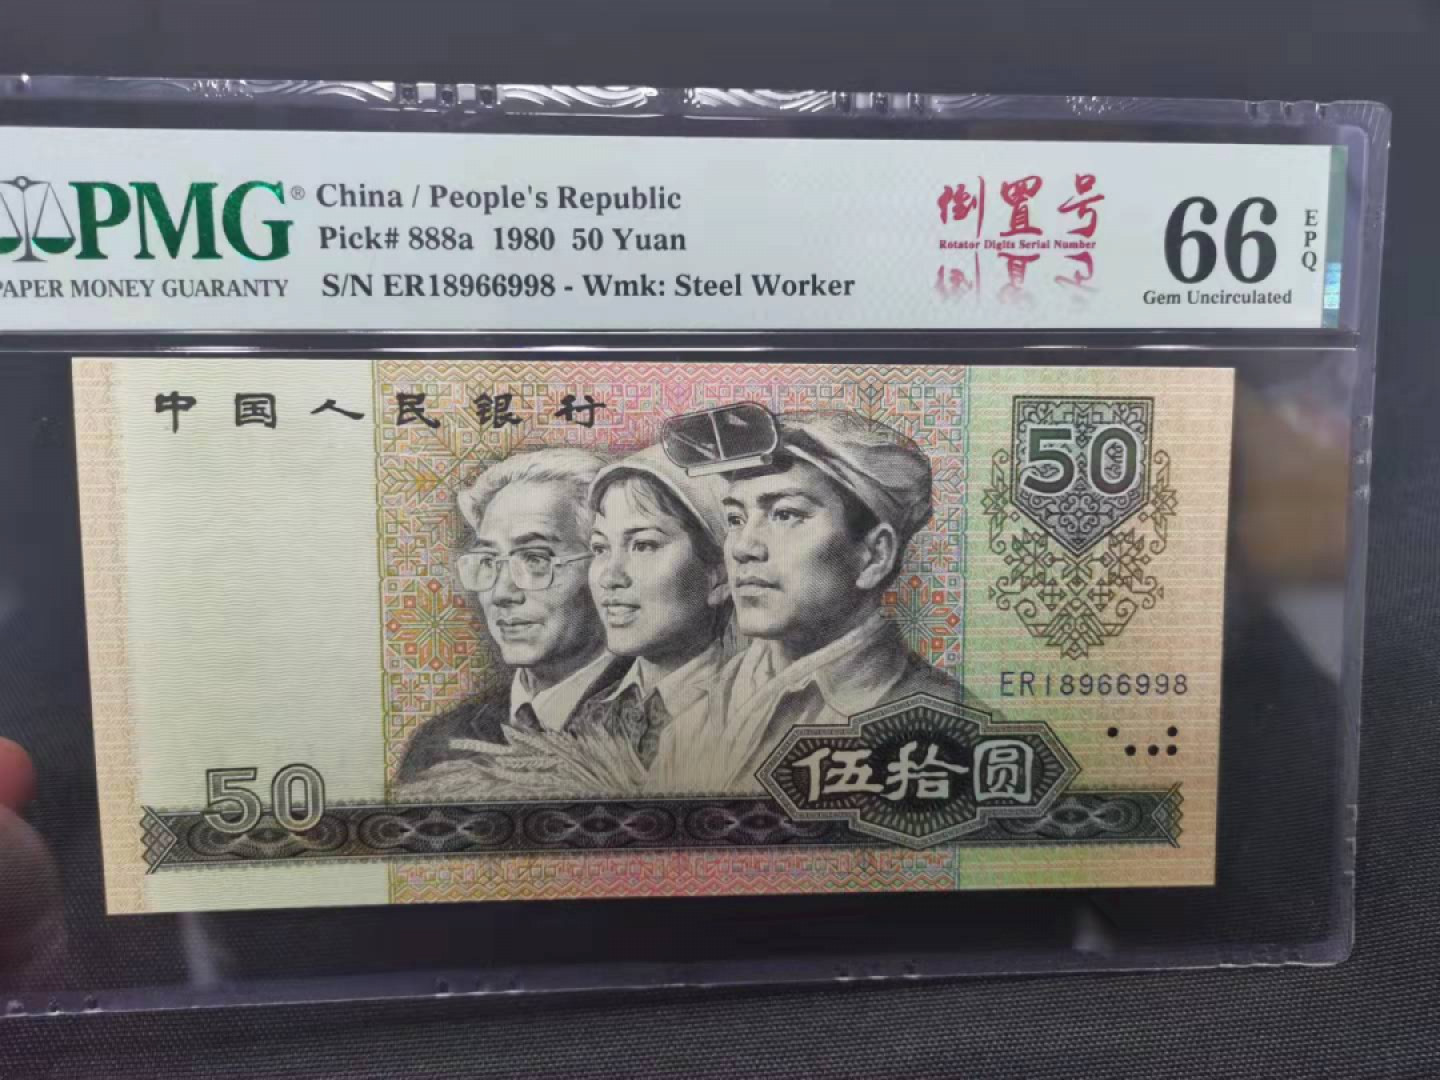 PMG®
PAPER MONEY GUARANTY
China / People's Republic
Pick# 888a 1980 50 Yuan
S/N ER18966998 - Wmk: Steel Worker
倒置号
Rotator Digits Serial Number
66
EPQ
Gem Uncirculated
中国人民银行
50
ER18966998
伍拾圆
50